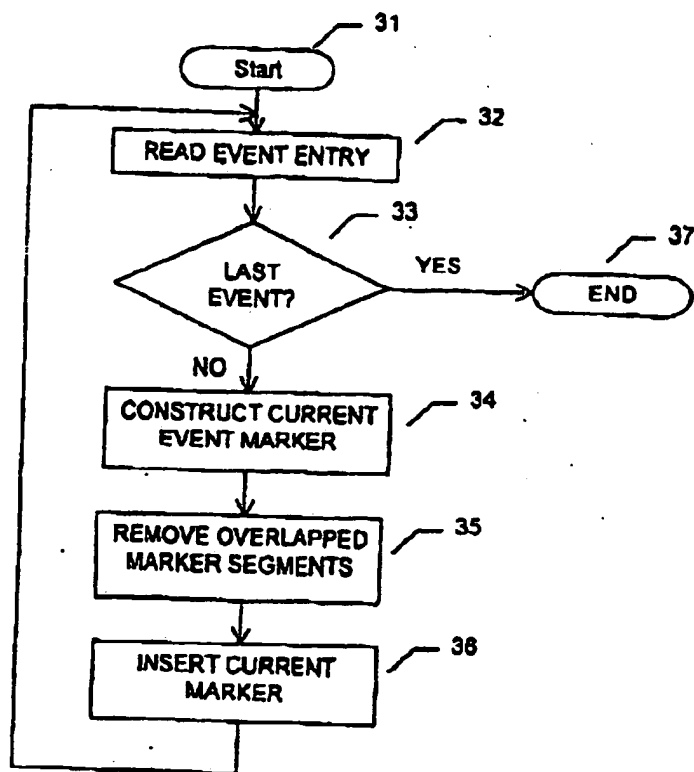 31
Start
32
READ EVENT ENTRY
33
LAST
EVENT?
YES
37
END
NO
34
CONSTRUCT CURRENT
EVENT MARKER
35
REMOVE OVERLAPPED
MARKER SEGMENTS
36
INSERT CURRENT
MARKER